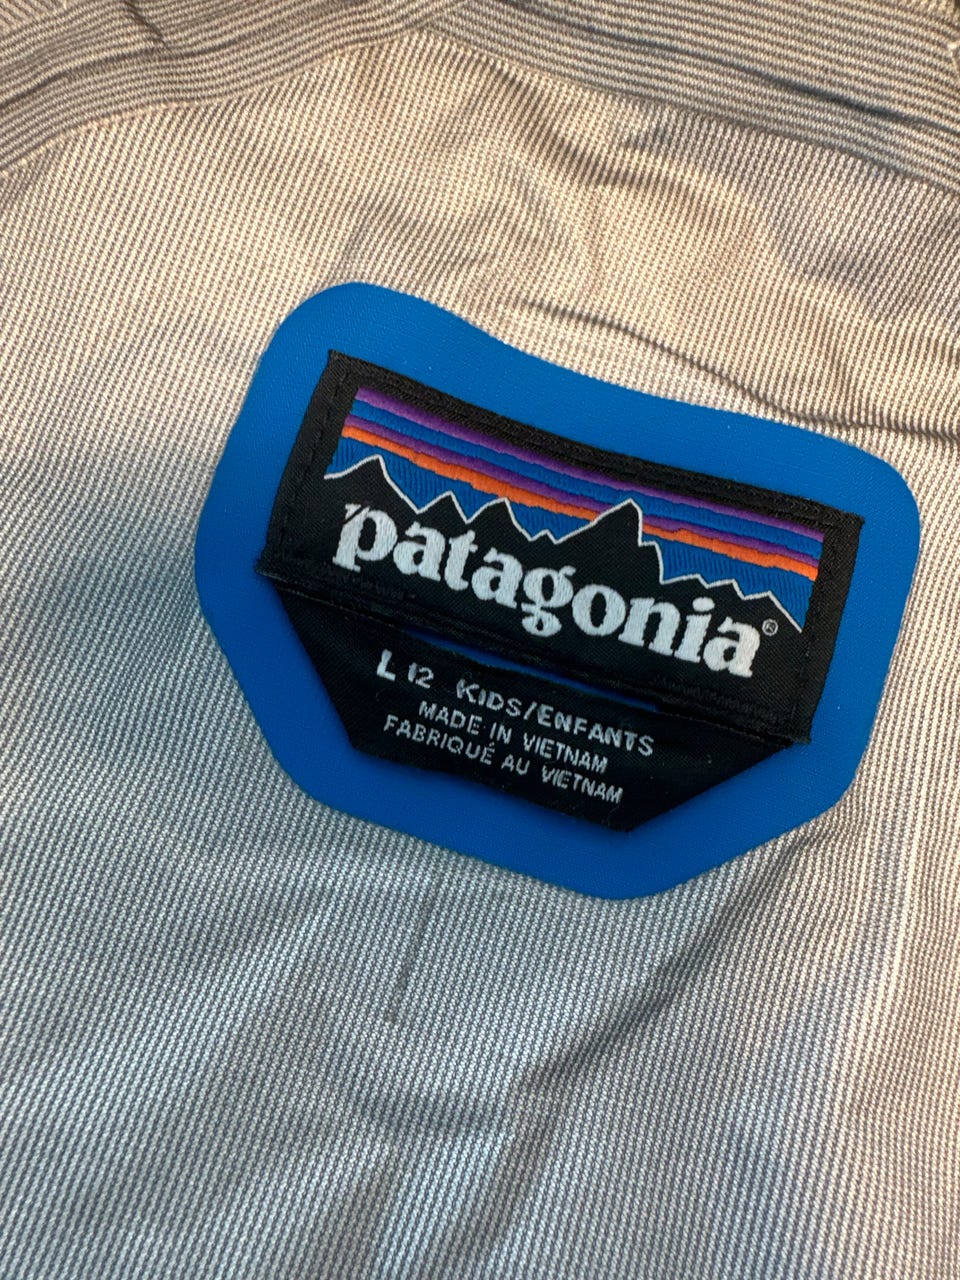 patagonia®
L 12 KIDS/ENFANTS
MADE IN VIETNAM
FABRIQUÉ AU VIETNAM